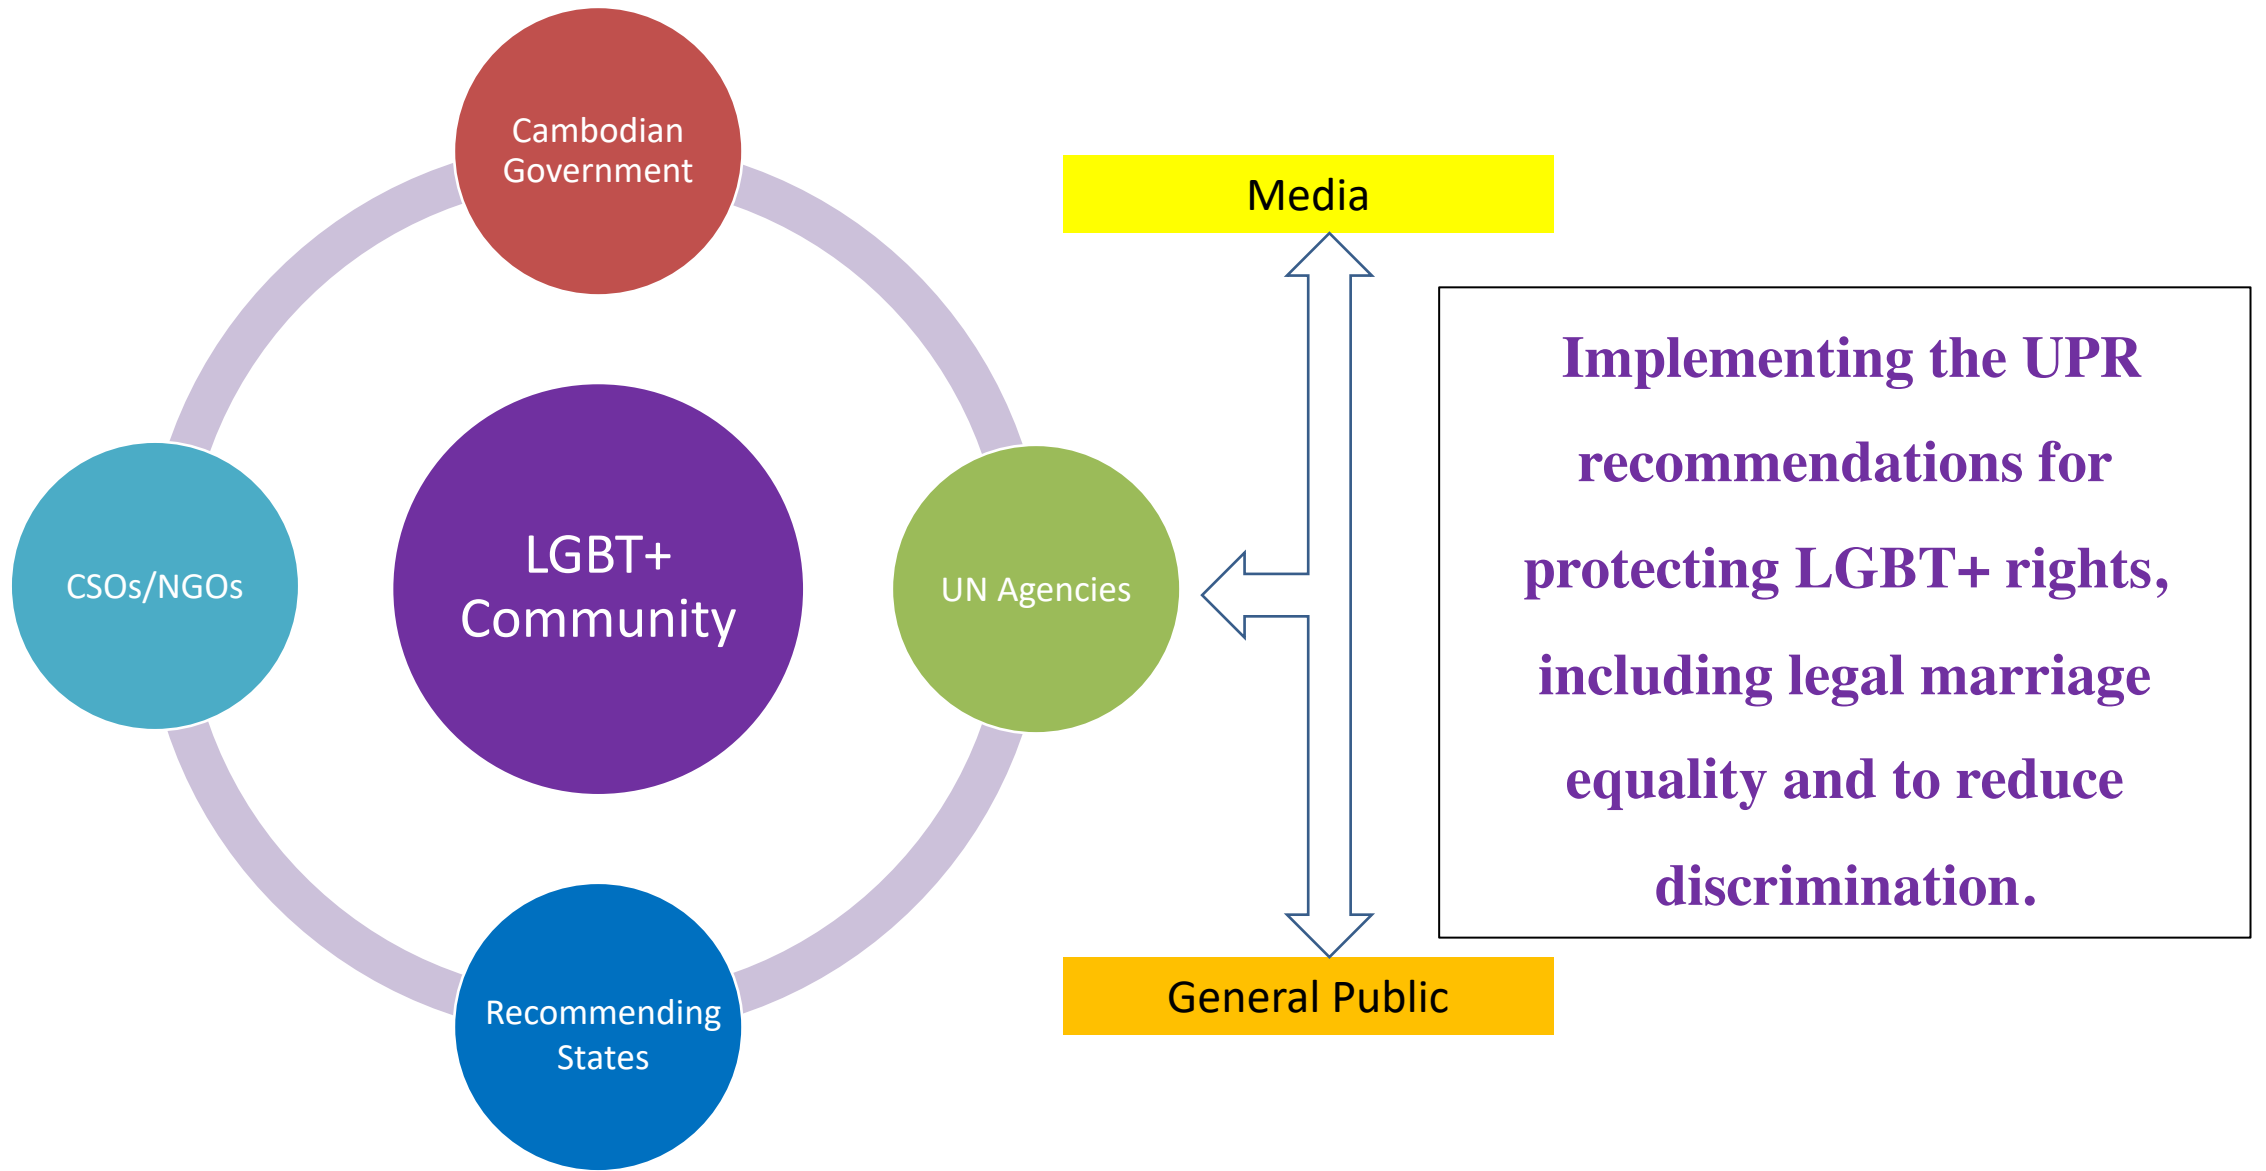 Cambodian
Government
CSOs/NGOs
LGBT+
Community
UN Agencies
Recommending
States
Media
General Public
Implementing the UPR
recommendations for
protecting LGBT+ rights,
including legal marriage
equality and to reduce
discrimination.